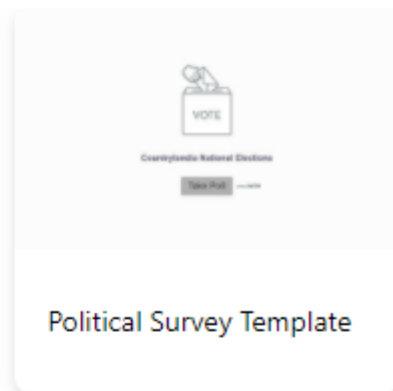 VOTE
Countrylandia National Elections
Take Poll
Political Survey Template